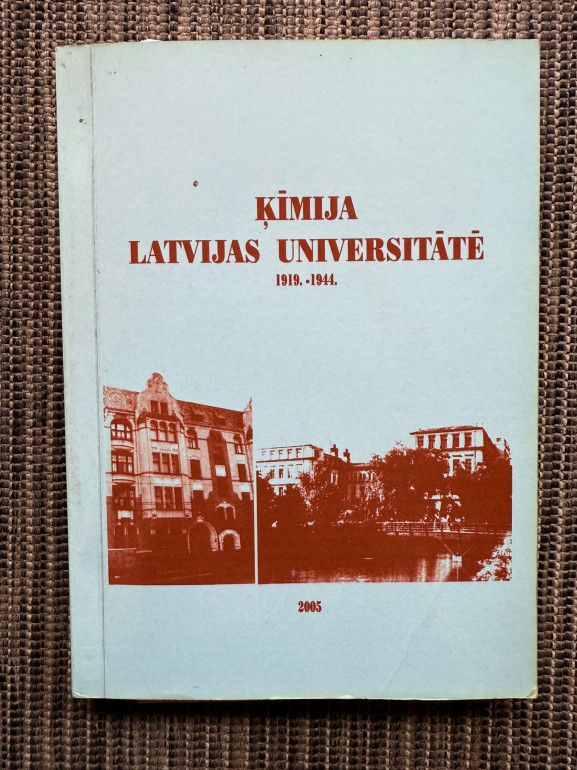 ĶĪMIJA
LATVIJAS UNIVERSITĀTĒ
1919. - 1944.
2005